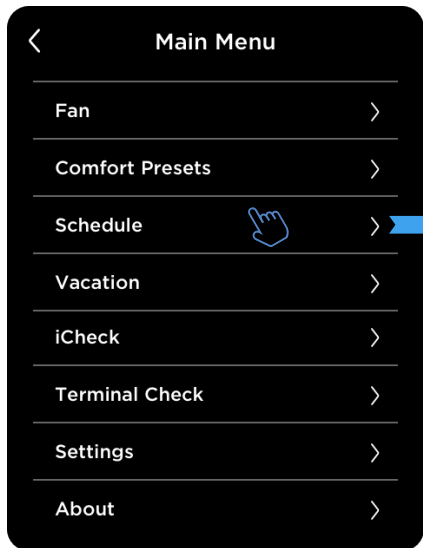 Main Menu
Fan
Comfort Presets
Schedule
Vacation
iCheck
Terminal Check
Settings
About